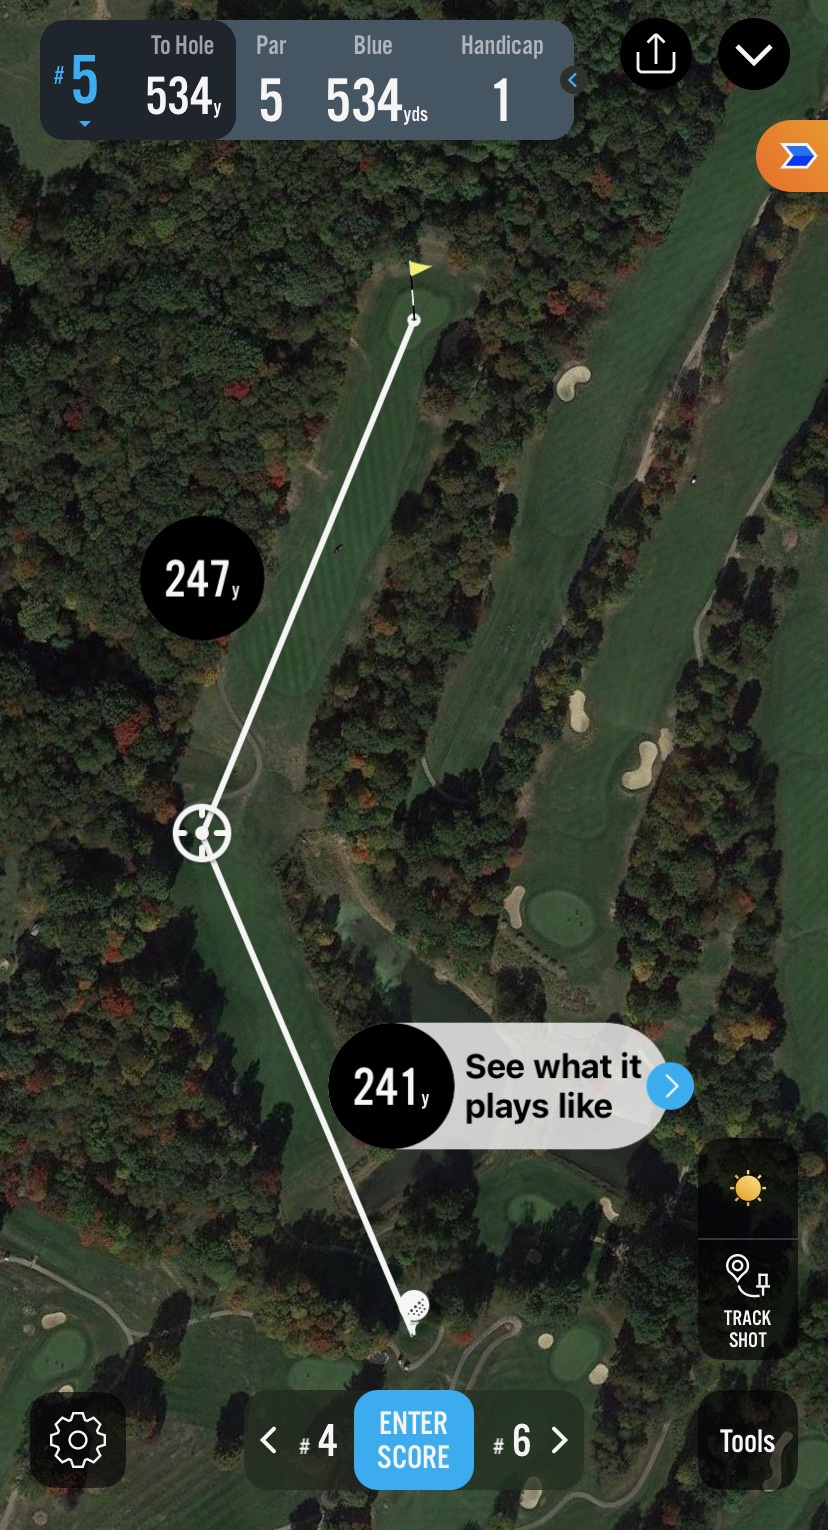 To Hole Par Blue Handicap
#5 534y 5 534yds 1
247y
See what it
241y plays like
TRACK
SHOT
< #4 ENTER #6 > Tools
SCORE